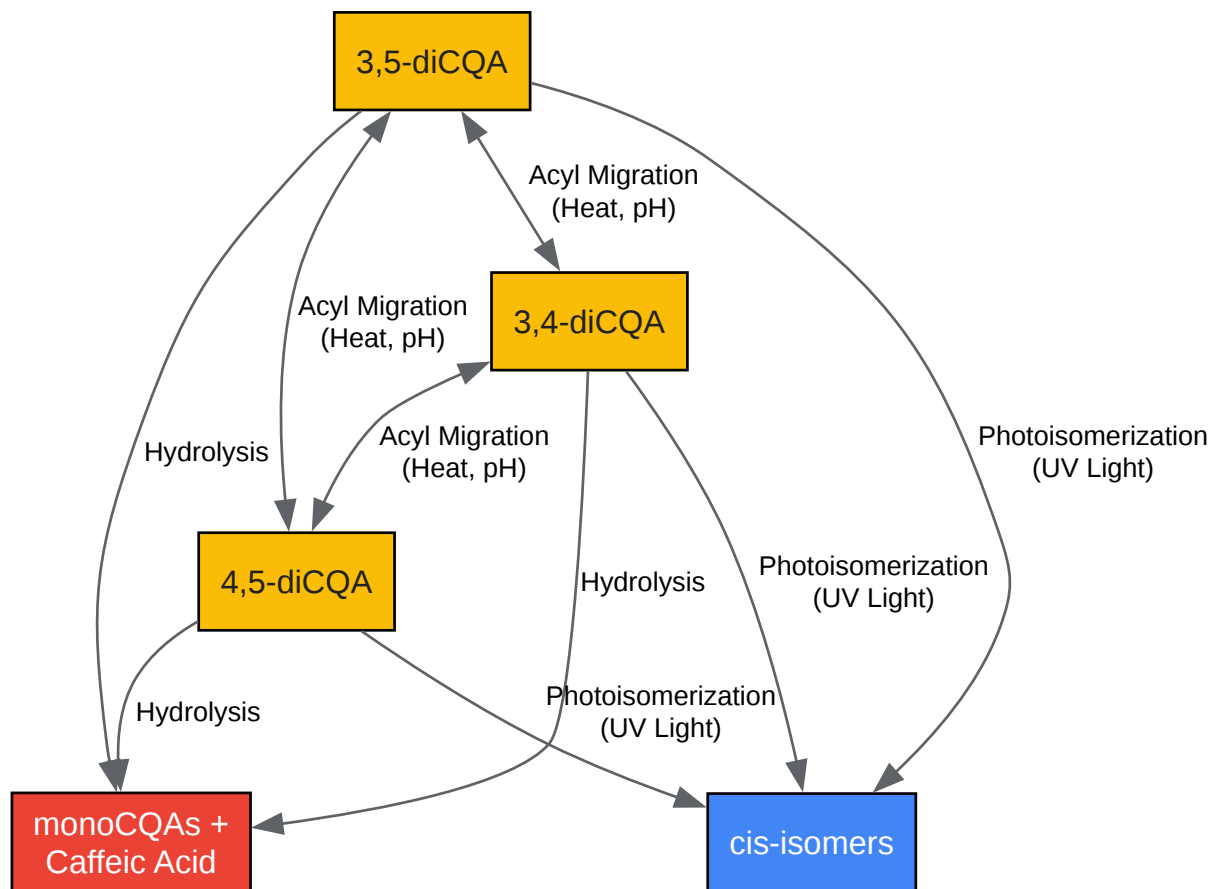 3,5-diCQA
Acyl Migration
(Heat, pH)
Acyl Migration
(Heat, pH)
3,4-diCQA
Acyl Migration
(Heat, pH)
Hydrolysis
Photoisomerization
(UV Light)
4,5-diCQA
Hydrolysis
Photoisomerization
(UV Light)
Hydrolysis
Photoisomerization
(UV Light)
monoCQAs +
Caffeic Acid
cis-isomers